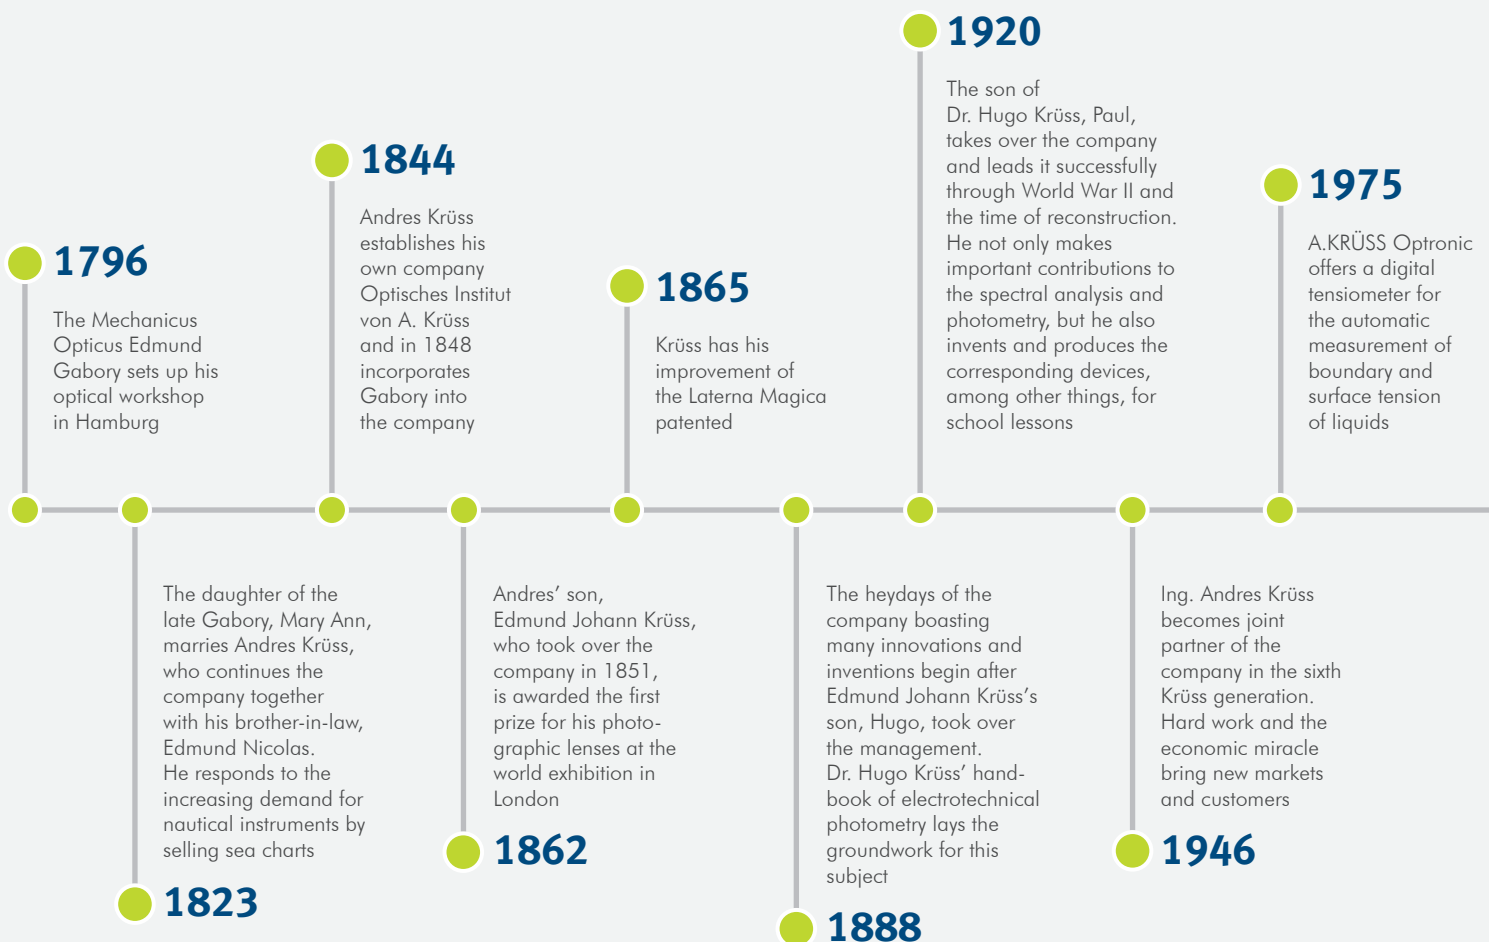 1796
The Mechanicus
Opticus Edmund
Gabory sets up his
optical workshop
in Hamburg
The daughter of the
late Gabory, Mary Ann,
marries Andres Krüss,
who continues the
company together
with his brother-in-law,
Edmund Nicolas.
He responds to the
increasing demand for
nautical instruments by
selling sea charts
1823
1844
Andres Krüss
establishes his
own company
Optisches Institut
von A. Krüss
and in 1848
incorporates
Gabory into
the company
Andres’ son,
Edmund Johann Krüss,
who took over the
company in 1851,
is awarded the first
prize for his photo-
graphic lenses at the
world exhibition in
London
1862
1865
Krüss has his
improvement of
the Laterna Magica
patented
The heydays of the
company boasting
many innovations and
inventions begin after
Edmund Johann Krüss’s
son, Hugo, took over
the management.
Dr. Hugo Krüss’ hand-
book of electrotechnical
photometry lays the
groundwork for this
subject
1888
1920
The son of
Dr. Hugo Krüss, Paul,
takes over the company
and leads it successfully
through World War II and
the time of reconstruction.
He not only makes
important contributions to
the spectral analysis and
photometry, but he also
invents and produces the
corresponding devices,
among other things, for
school lessons
Ing. Andres Krüss
becomes joint
partner of the
company in the sixth
Krüss generation.
Hard work and the
economic miracle
bring new markets
and customers
1946
1975
A.KRÜSS Optronic
offers a digital
tensiometer for
the automatic
measurement of
boundary and
surface tension
of liquids